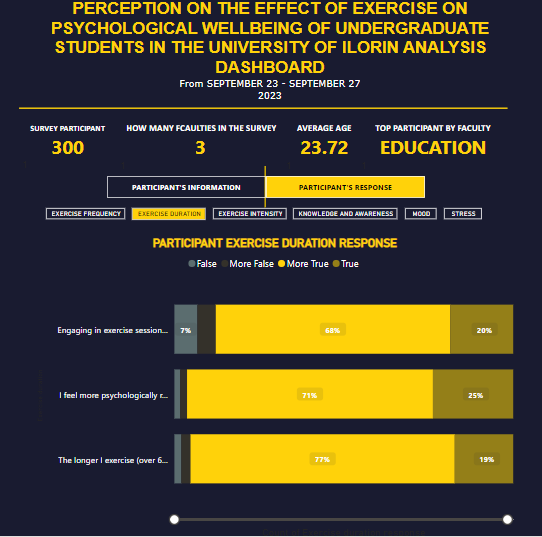 PERCEPTION ON THE EFFECT OF EXERCISE ON
PSYCHOLOGICAL WELLBEING OF UNDERGRADUATE
STUDENTS IN THE UNIVERSITY OF ILORIN ANALYSIS
DASHBOARD
From SEPTEMBER 23 - SEPTEMBER 27
2023
SURVEY PARTICIPANT
300
HOW MANY FCAULTIES IN THE SURVEY
3
AVERAGE AGE
23.72
TOP PARTICIPANT BY FACULTY
EDUCATION
PARTICIPANT'S INFORMATION
PARTICIPANT'S RESPONSE
EXERCISE FREQUENCY
EXERCISE DURATION
EXERCISE INTENSITY
KNOWLEDGE AND AWARENESS
MOOD
STRESS
PARTICIPANT EXERCISE DURATION RESPONSE
False
More False
More True
True
Engaging in exercise session...
7%
68%
20%
I feel more psychologically r...
71%
25%
The longer I exercise (over 6...
77%
19%